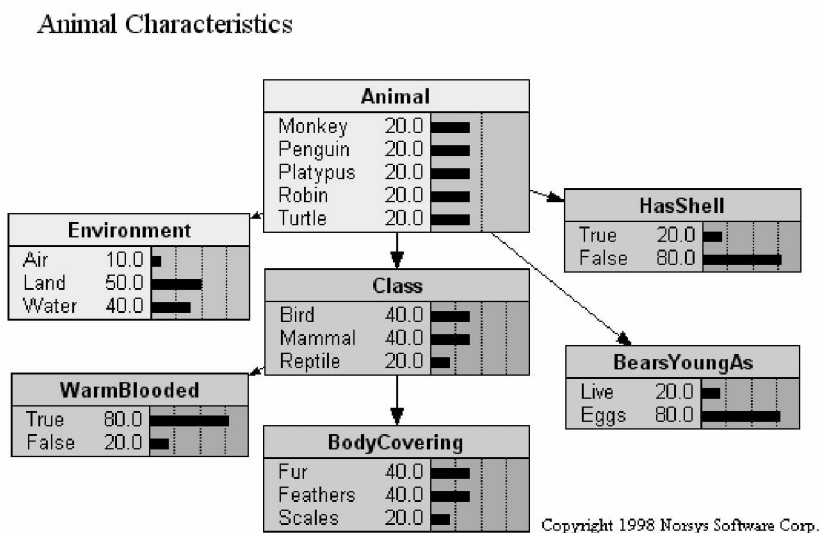 Animal Characteristics
Animal
Monkey 20.0
Penguin 20.0
Platypus 20.0
Robin 20.0
Turtle 20.0
HasShell
True 20.0
False 80.0
Environment
Air 10.0
Land 50.0
Water 40.0
Class
Bird 40.0
Mammal 40.0
Reptile 20.0
BearsYoungAs
Live 20.0
Eggs 80.0
WarmBlooded
True 80.0
False 20.0
BodyCovering
Fur 40.0
Feathers 40.0
Scales 20.0
Copyright 1998 Norsys Software Corp.